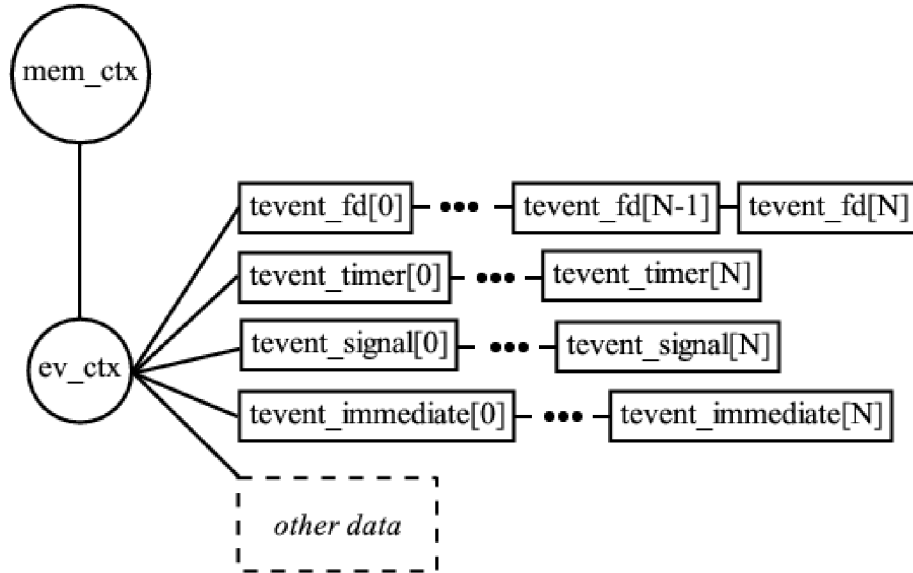 mem_ctx
tevent_fd[0] ••• tevent_fd[N-1] tevent_fd[N]
tevent_timer[0] ••• tevent_timer[N]
tevent_signal[0] ••• tevent_signal[N]
ev_ctx
tevent_immediate[0] ••• tevent_immediate[N]
other data